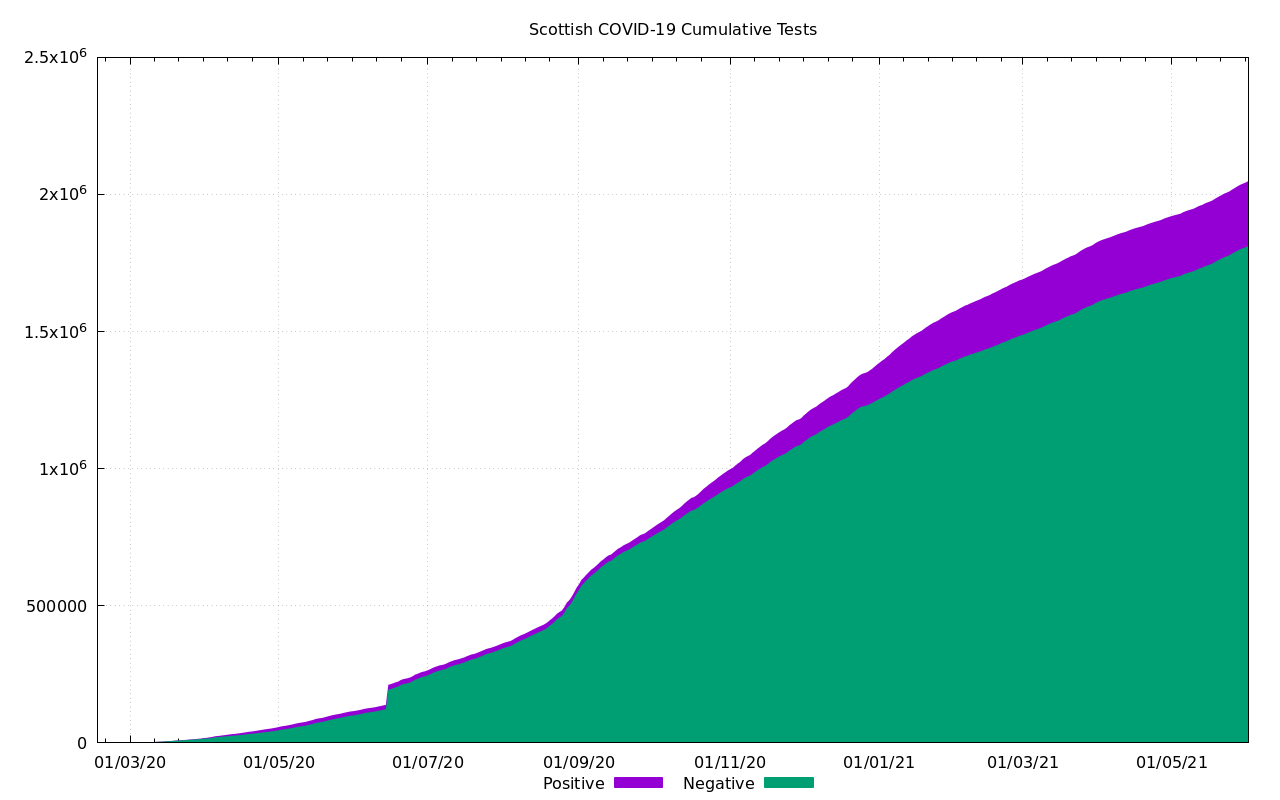 Scottish COVID-19 Cumulative Tests
2.5x10⁶
2x10⁶
1.5x10⁶
1x10⁶
500000
0
01/03/20 01/05/20 01/07/20 01/09/20 01/11/20 01/01/21 01/03/21 01/05/21
Positive Negative